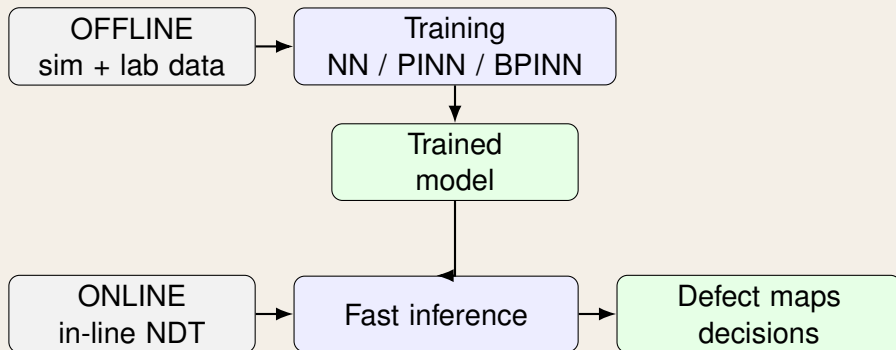 OFFLINE
sim + lab data
Training
NN / PINN / BPINN
Trained
model
ONLINE
in-line NDT
Fast inference
Defect maps
decisions